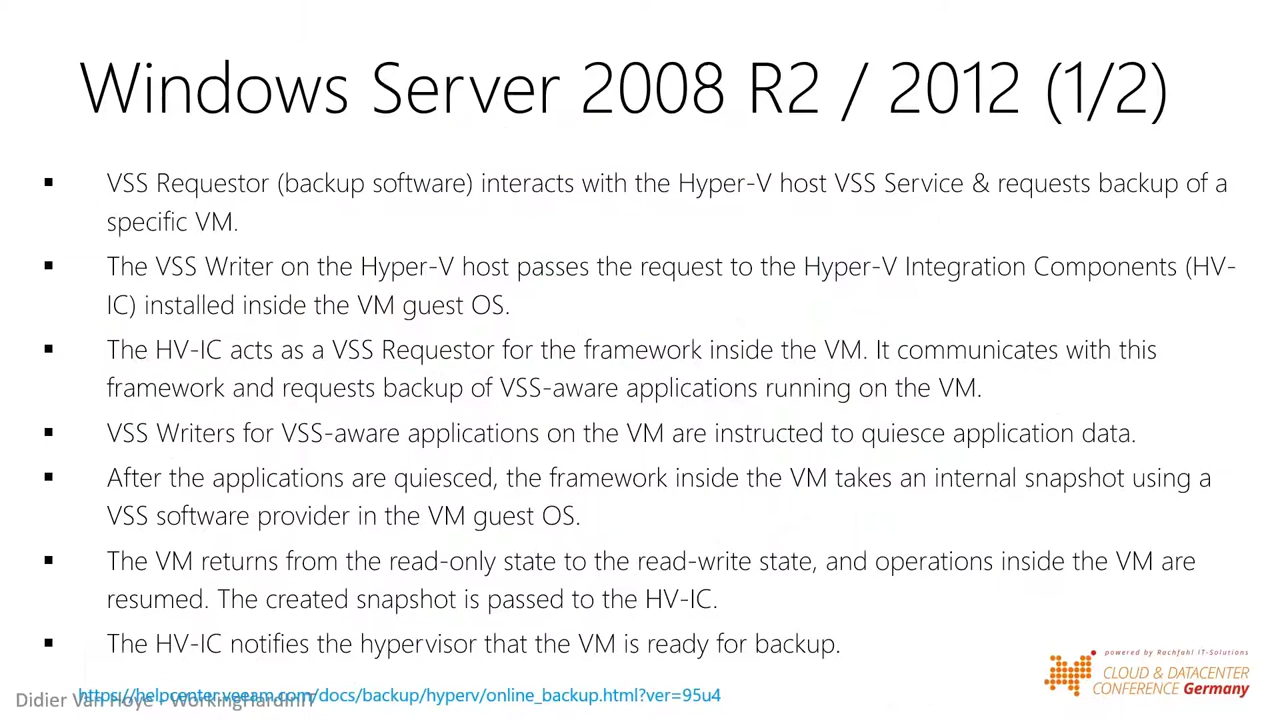 Windows Server 2008 R2 / 2012 (1/2)
▪ VSS Requestor (backup software) interacts with the Hyper-V host VSS Service & requests backup of a
specific VM.
▪ The VSS Writer on the Hyper-V host passes the request to the Hyper-V Integration Components (HV-
IC) installed inside the VM guest OS.
▪ The HV-IC acts as a VSS Requestor for the framework inside the VM. It communicates with this
framework and requests backup of VSS-aware applications running on the VM.
▪ VSS Writers for VSS-aware applications on the VM are instructed to quiesce application data.
▪ After the applications are quiesced, the framework inside the VM takes an internal snapshot using a
VSS software provider in the VM guest OS.
▪ The VM returns from the read-only state to the read-write state, and operations inside the VM are
resumed. The created snapshot is passed to the HV-IC.
▪ The HV-IC notifies the hypervisor that the VM is ready for backup.
powered by Rachfahl IT-Solutions
CLOUD & DATACENTER
CONFERENCE Germany
https://helpcenter.veeam.com/docs/backup/hyperv/online_backup.html?ver=95u4
Didier Van Hoye - WorkingHardInIT